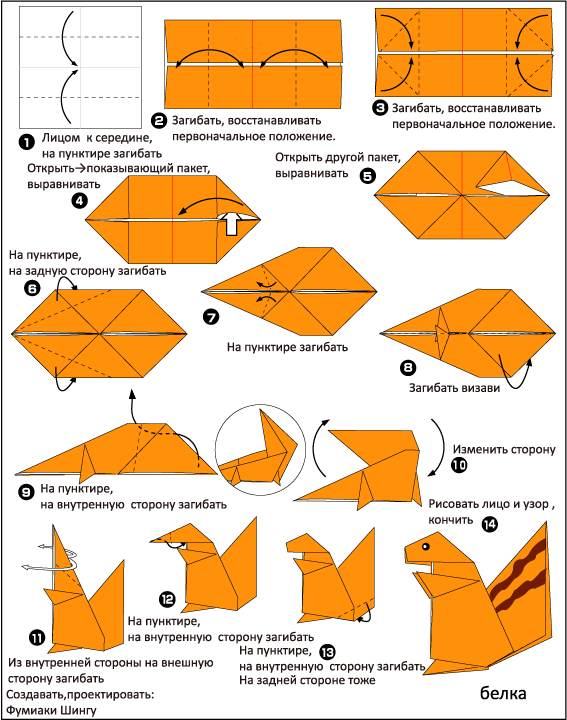 1 Лицом к середине,
на пунктире загибать
2 Загибать, восстанавливать
первоначальное положение.
3 Загибать, восстанавливать
первоначальное положение.
Открыть→показывающий пакет,
выравнивать
4
Открыть другой пакет,
выравнивать 5
На пунктире,
на задную сторону загибать
6
7
На пунктире загибать
8
Загибать визави
9 На пунктире,
на внутренную сторону загибать
Изменить сторону
10
11
Из внутренней стороны на внешную
сторону загибать
12
На пунктире,
на внутренную сторону загибать
13
На пунктире,
на внутренную сторону загибать
На задней стороне тоже
Рисовать лицо и узор ,
кончить 14
Создавать,проектировать:
Фумиаки Шингу
белка